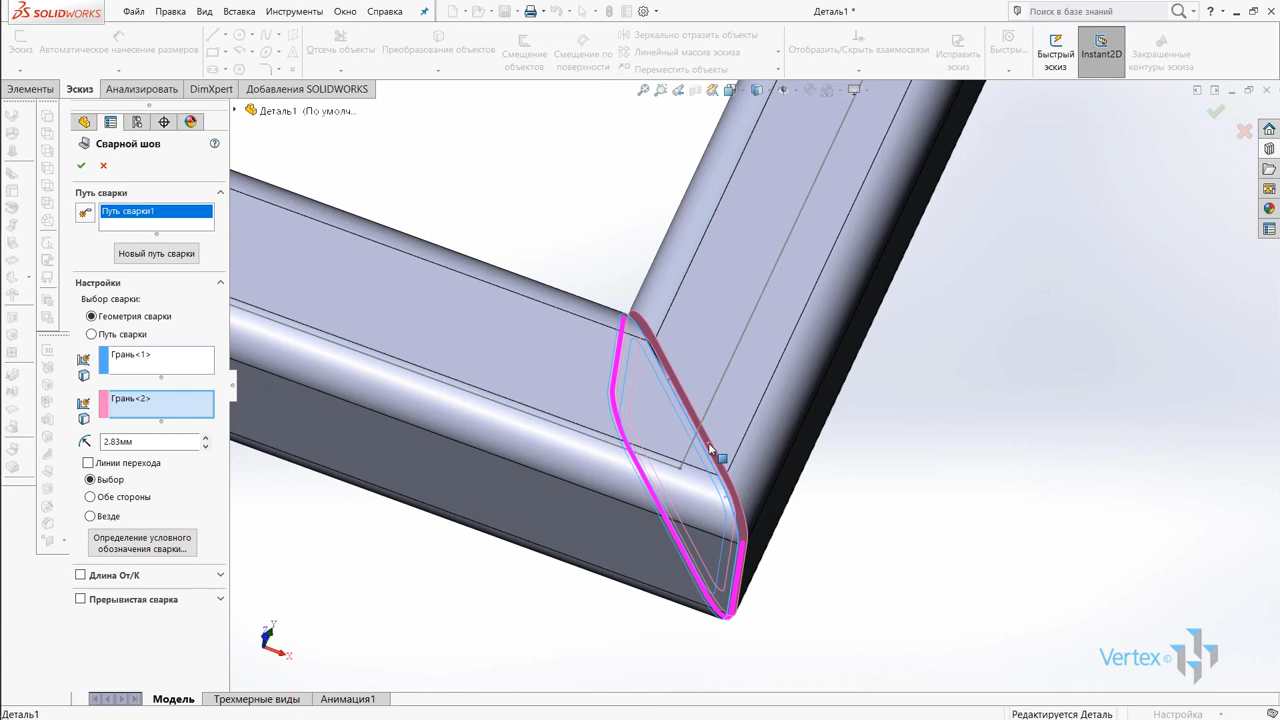 SOLIDWORKS
Файл
Правка
Вид
Вставка
Инструменты
Окно
Справка
Деталь1 *
Поиск в базе знаний
Эскиз
Автоматическое нанесение размеров
Отсечь объекты
Преобразование объектов
Смещение объектов
Смещение по поверхности
Зеркально отразить объекты
Линейный массив эскиза
Переместить объекты
Отобразить/Скрыть взаимосвязи
Исправить эскиз
Быстры...
Быстрый эскиз
Instant2D
Закрашенные контуры эскиза
Элементы
Эскиз
Анализировать
DimXpert
Добавления SOLIDWORKS
Деталь1 (По умолч...
Сварной шов
Путь сварки
Путь сварки1
Новый путь сварки
Настройки
Выбор сварки:
Геометрия сварки
Путь сварки
Грань<1>
Грань<2>
2.83мм
Линии перехода
Выбор
Обе стороны
Везде
Определение условного
обозначения сварки...
Длина От/К
Прерывистая сварка
Y
Z
X
Vertex©
Модель
Трехмерные виды
Анимация1
Деталь1
Редактируется Деталь
Настройка